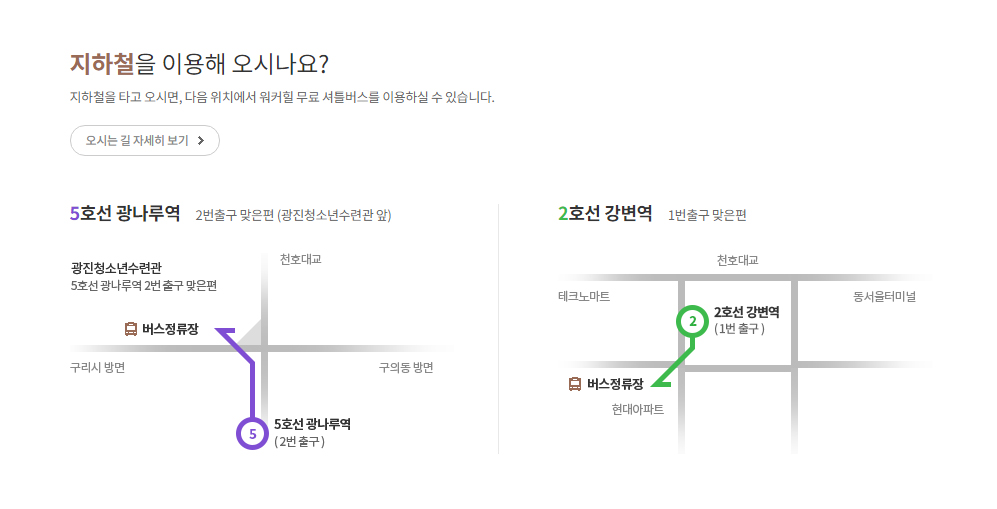 지하철을 이용해 오시나요?
지하철을 타고 오시면, 다음 위치에서 워커힐 무료 셔틀버스를 이용하실 수 있습니다.
오시는 길 자세히 보기
5호선 광나루역 2번출구 맞은편 (광진청소년수련관 앞)
천호대교
광진청소년수련관
5호선 광나루역 2번 출구 맞은편
버스정류장
구리시 방면
구의동 방면
5
5호선 광나루역
(2번 출구)
2호선 강변역 1번출구 맞은편
천호대교
테크노마트
동서울터미널
2
2호선 강변역
(1번 출구)
버스정류장
현대아파트